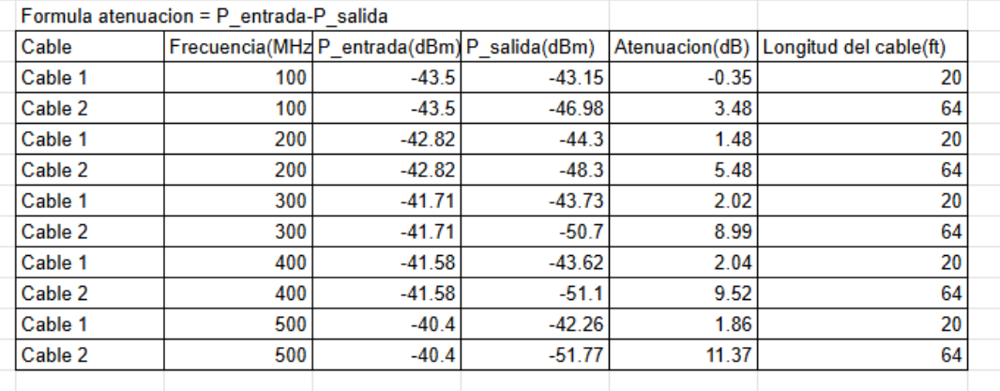 Formula atenuacion = P_entrada-P_salida
Cable Frecuencia(MHz P_entrada(dBm) P_salida(dBm) Atenuacion(dB) Longitud del cable(ft)
Cable 1 100 -43.5 -43.15 -0.35 20
Cable 2 100 -43.5 -46.98 3.48 64
Cable 1 200 -42.82 -44.3 1.48 20
Cable 2 200 -42.82 -48.3 5.48 64
Cable 1 300 -41.71 -43.73 2.02 20
Cable 2 300 -41.71 -50.7 8.99 64
Cable 1 400 -41.58 -43.62 2.04 20
Cable 2 400 -41.58 -51.1 9.52 64
Cable 1 500 -40.4 -42.26 1.86 20
Cable 2 500 -40.4 -51.77 11.37 64